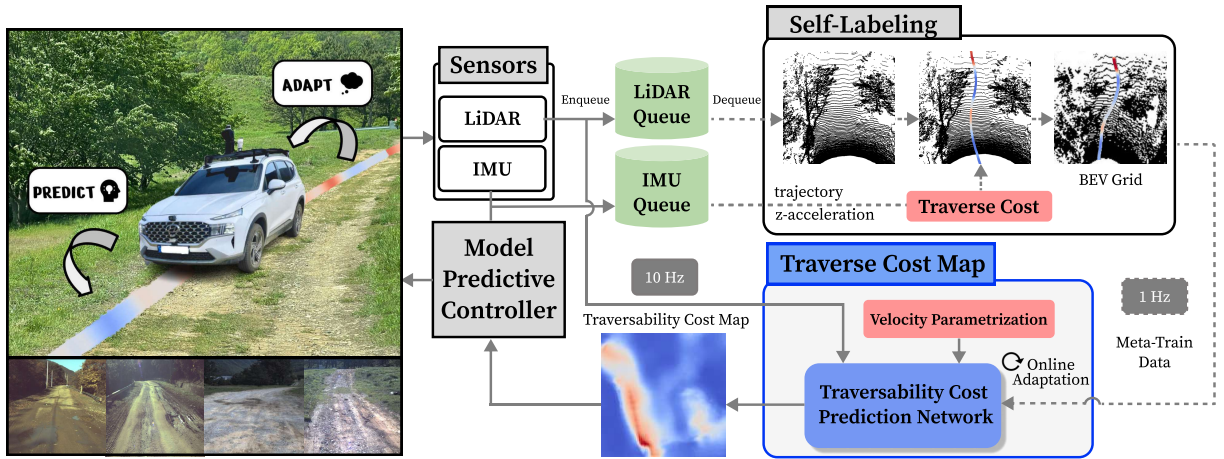 ADAPT
PREDICT
Sensors
LiDAR
IMU
Model
Predictive
Controller
Enqueue
LiDAR
Queue
IMU
Queue
Dequeue
Self-Labeling
trajectory
z-acceleration
Traverse Cost
BEV Grid
10 Hz
Traversability Cost Map
Traverse Cost Map
Velocity Parametrization
Traversability Cost
Prediction Network
Online
Adaptation
1 Hz
Meta-Train
Data